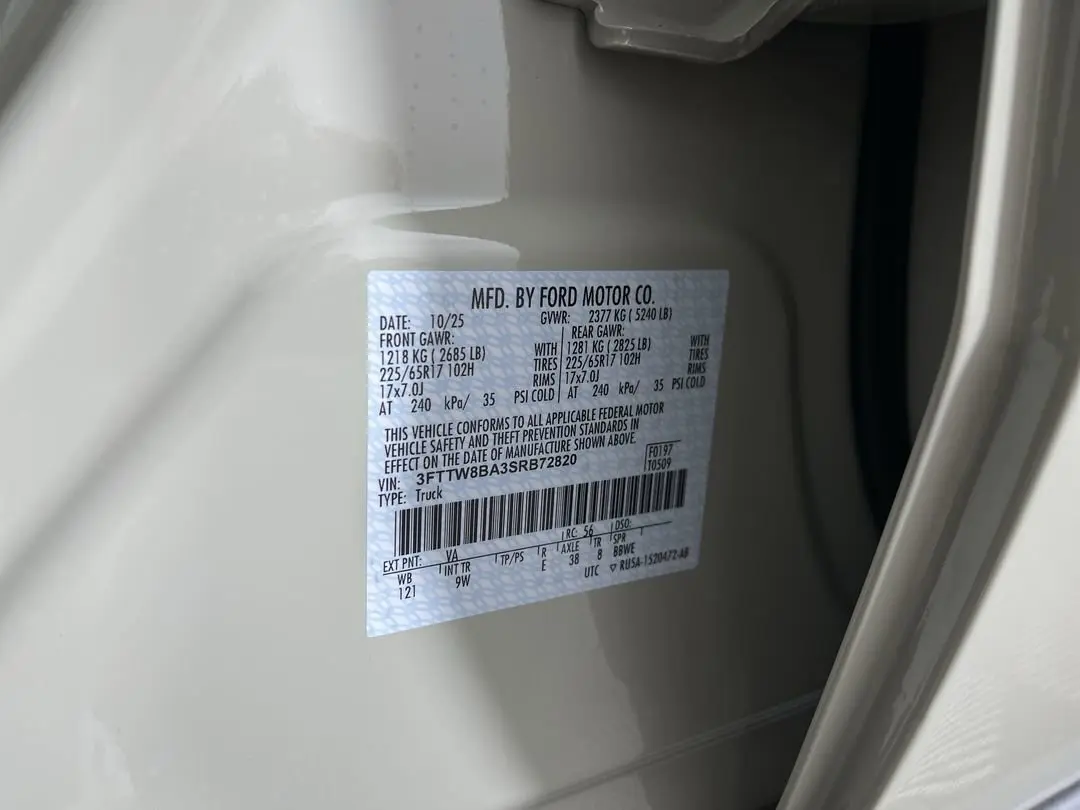 MFD. BY FORD MOTOR CO.
DATE: 10/25 GVWR: 2377 KG ( 5240 LB)
FRONT GAWR: REAR GAWR:
1218 KG ( 2685 LB) WITH 1281 KG ( 2825 LB) WITH
225/65R17 102H TIRES 225/65R17 102H TIRES
17x7.0J RIMS 17x7.0J RIMS
AT 240 kPa/ 35 PSI COLD AT 240 kPa/ 35 PSI COLD
THIS VEHICLE CONFORMS TO ALL APPLICABLE FEDERAL MOTOR
VEHICLE SAFETY AND THEFT PREVENTION STANDARDS IN
EFFECT ON THE DATE OF MANUFACTURE SHOWN ABOVE.
VIN: 3FTTW8BA3SRB72820 F0197
TYPE: Truck T0509
EXT PNT: VA RC: 56 DSO:
WB INT TR TP/PS R AXLE TR SPR
121 9W E 38 8 BBWE
UTC ▽ RU5A-1520472-AB